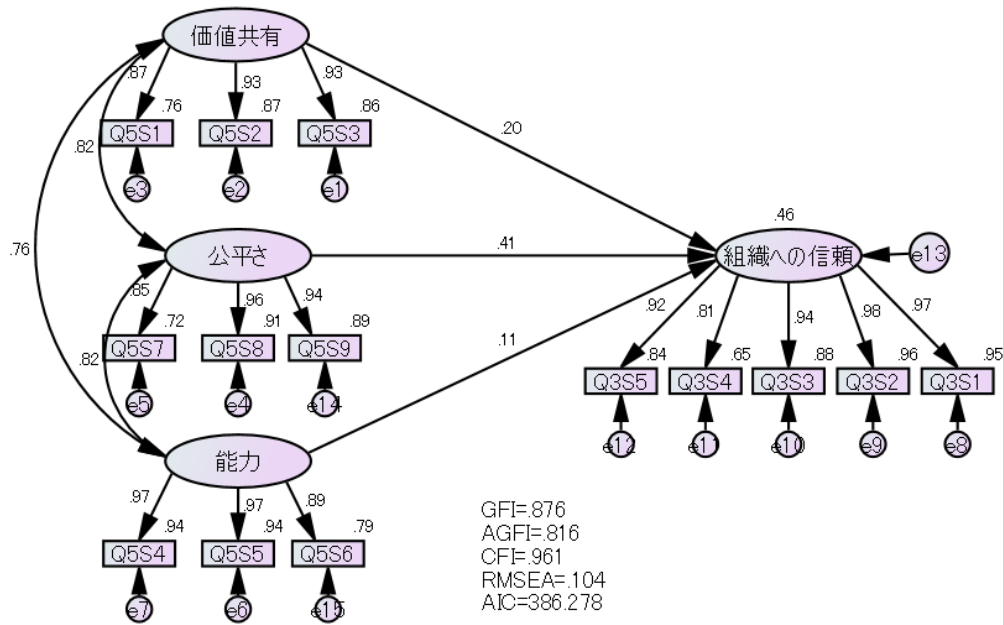 価値共有
.87
.93
.93
.76
.87
.86
Q5S1
Q5S2
Q5S3
.20
.82
e3
e2
e1
.46
.76
公平さ
.41
組織への信頼
e13
.85
.96
.94
.92
.81
.94
.98
.97
.72
.91
.89
Q5S7
Q5S8
Q5S9
.11
.84
.65
.88
.96
.95
.82
Q3S5
Q3S4
Q3S3
Q3S2
Q3S1
e5
e4
e14
e12
e11
e10
e9
e8
能力
.97
.97
.89
.94
.94
.79
Q5S4
Q5S5
Q5S6
e7
e6
e15
GFI=.876
AGFI=.816
CFI=.961
RMSEA=.104
AIC=386.278